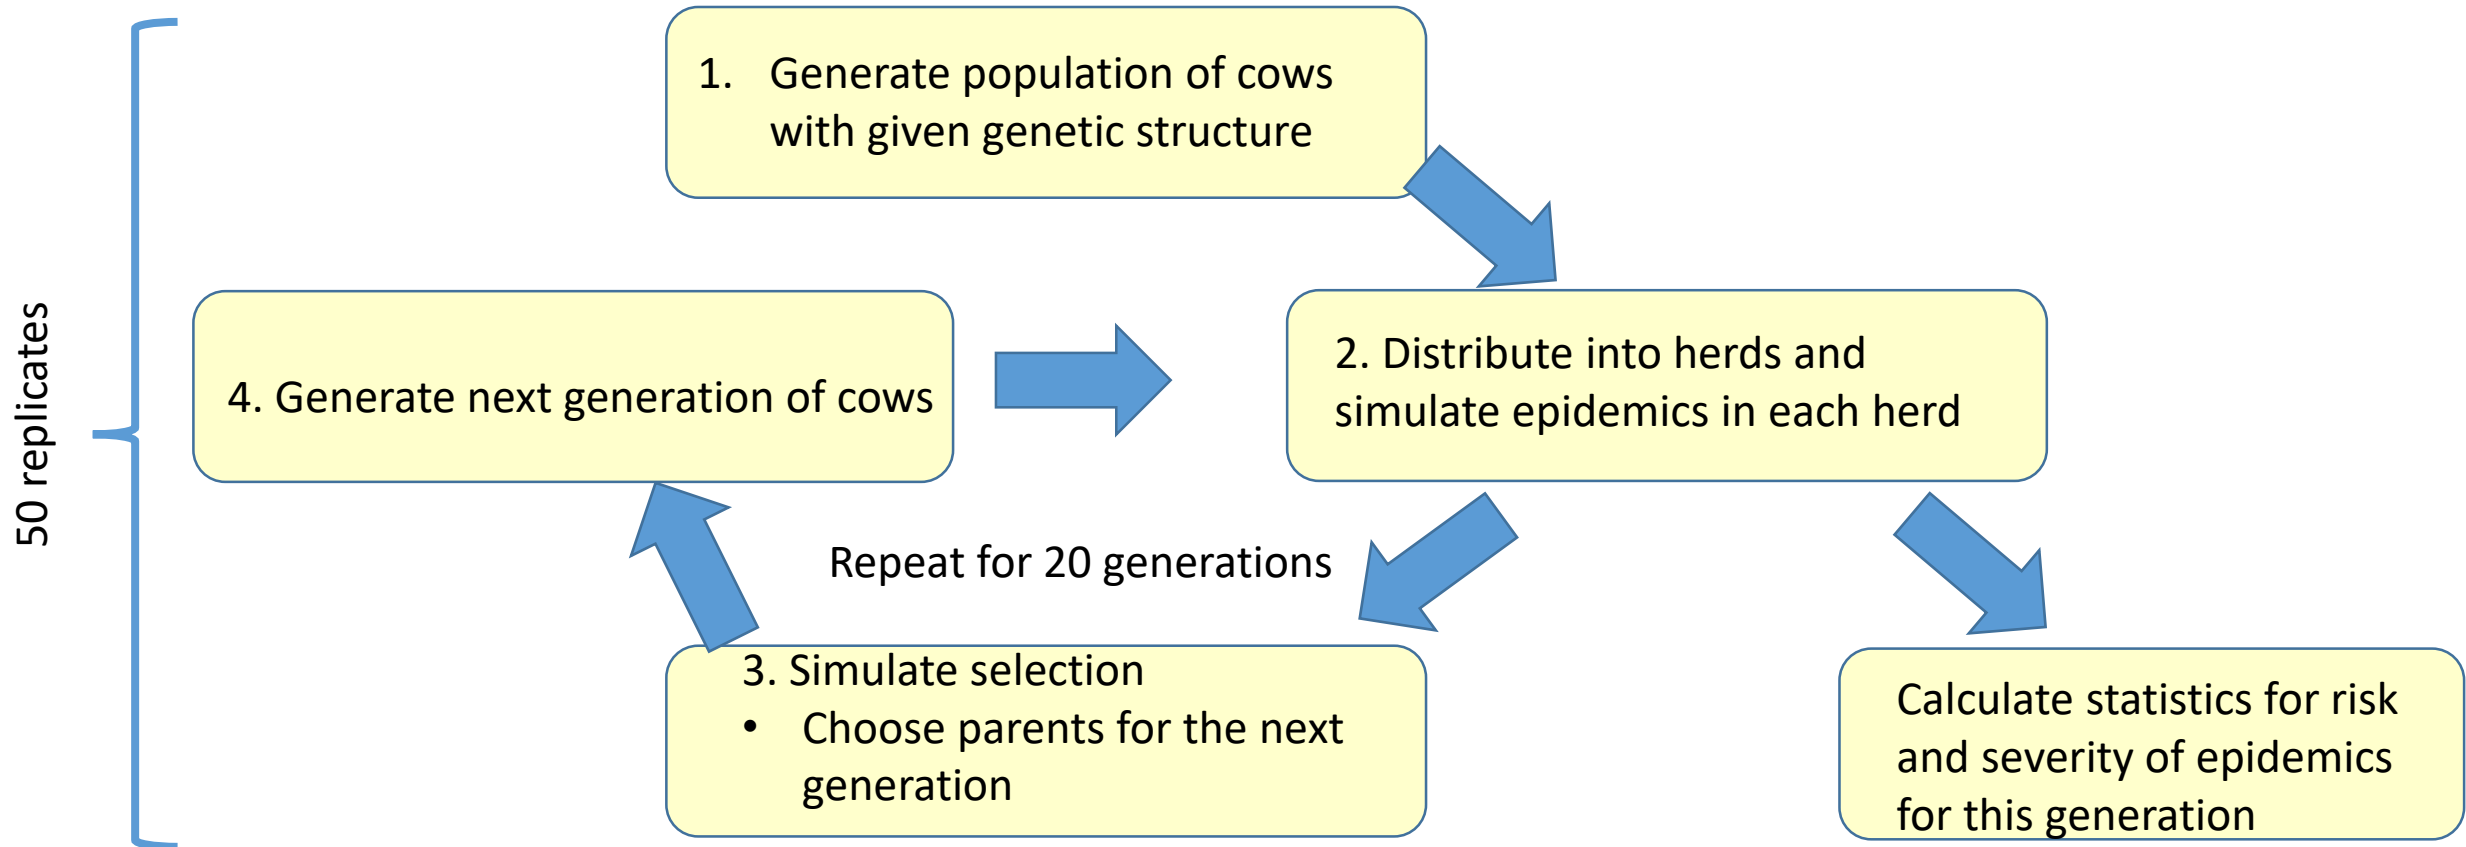 1. Generate population of cows
with given genetic structure
50 replicates
4. Generate next generation of cows
2. Distribute into herds and
simulate epidemics in each herd
Repeat for 20 generations
3. Simulate selection
• Choose parents for the next
generation
Calculate statistics for risk
and severity of epidemics
for this generation